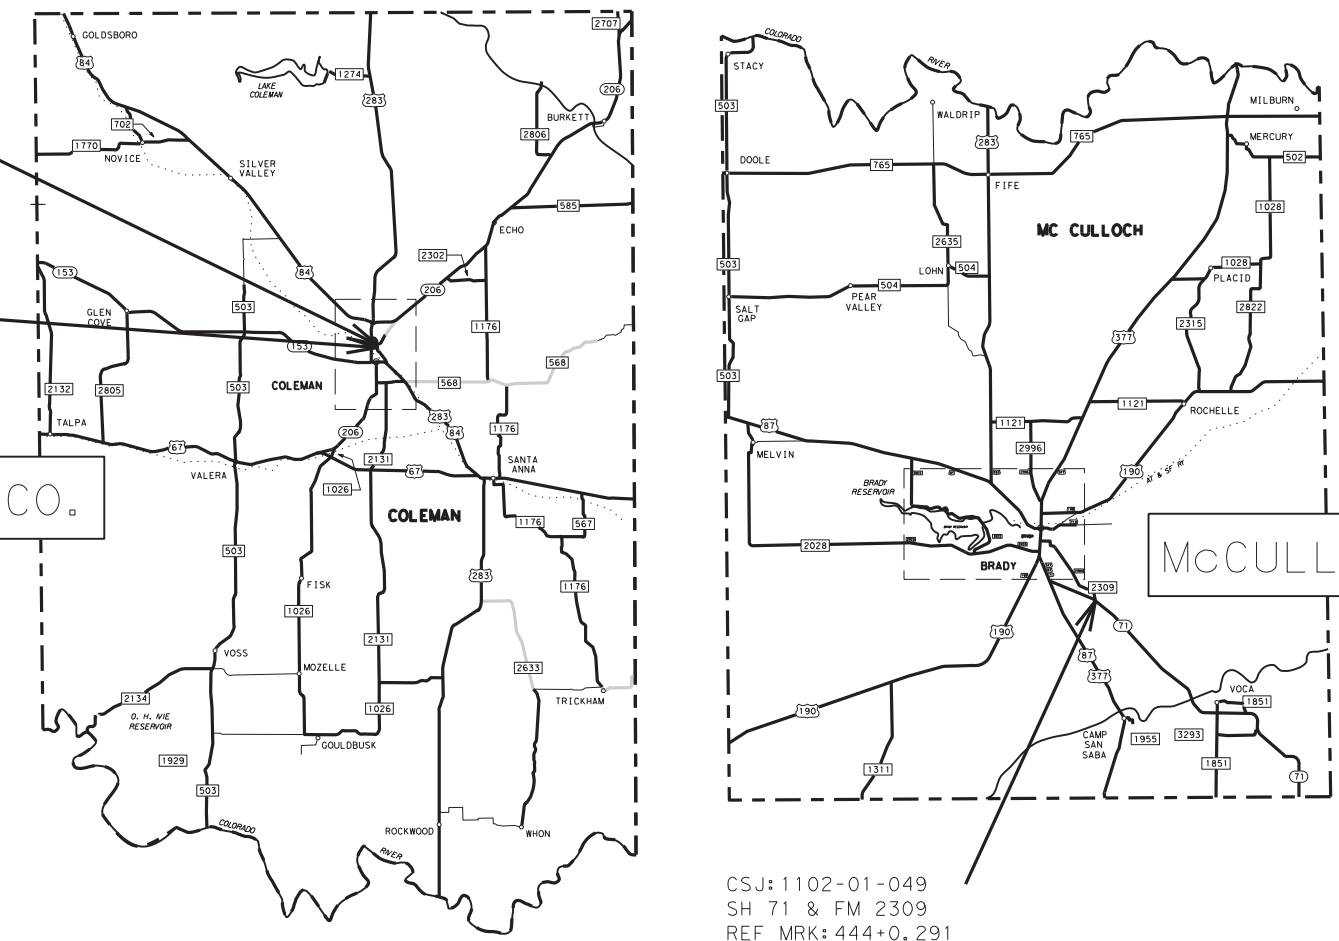 GOLDSBORO
84
LAKE
COLEMAN
1274
283
2707
206
BURKETT
2806
702
1770
NOVICE
SILVER
VALLEY
585
ECHO
2302
153
84
206
GLEN
COVE
503
1176
153
568
2132
2805
503
COLEMAN
568
TALPA
283
84
1176
206
67
VALERA
2131
67
SANTA
ANNA
1026
CO.
COLEMAN
1176
567
503
283
FISK
1176
1026
2131
VOSS
MOZELLE
2633
2134
TRICKHAM
O. H. IVIE
RESERVOIR
1026
GOULDBUSK
1929
503
COLORADO
ROCKWOOD
WHON
RIVER
COLORADO
STACY
RIVER
503
WALDRIP
MILBURN
765
283
MERCURY
DOOLE
765
502
FIFE
1028
MC CULLOCH
2635
LOHN
504
503
1028
PLACID
504
PEAR
VALLEY
SALT
GAP
2822
2315
377
503
1121
ROCHELLE
87
1121
MELVIN
2996
190
AT & SF RY
BRADY
RESERVOIR
2028
BRADY
McCULL
2309
190
71
87
377
VOCA
190
1851
CAMP
SAN
SABA
1955
3293
1311
1851
71
CSJ: 1102-01-049
SH 71 & FM 2309
REF MRK: 444+0.291